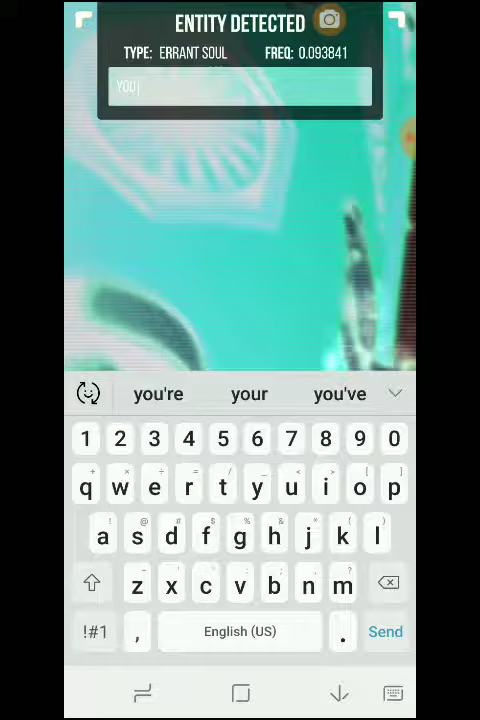 ENTITY DETECTED
TYPE: ERRANT SOUL FREQ: 0.093841
YOU
you're your you've
1 2 3 4 5 6 7 8 9 0
q w e r t y u i o p
a s d f g h j k l
z x c v b n m
!#1 , English (US) . Send